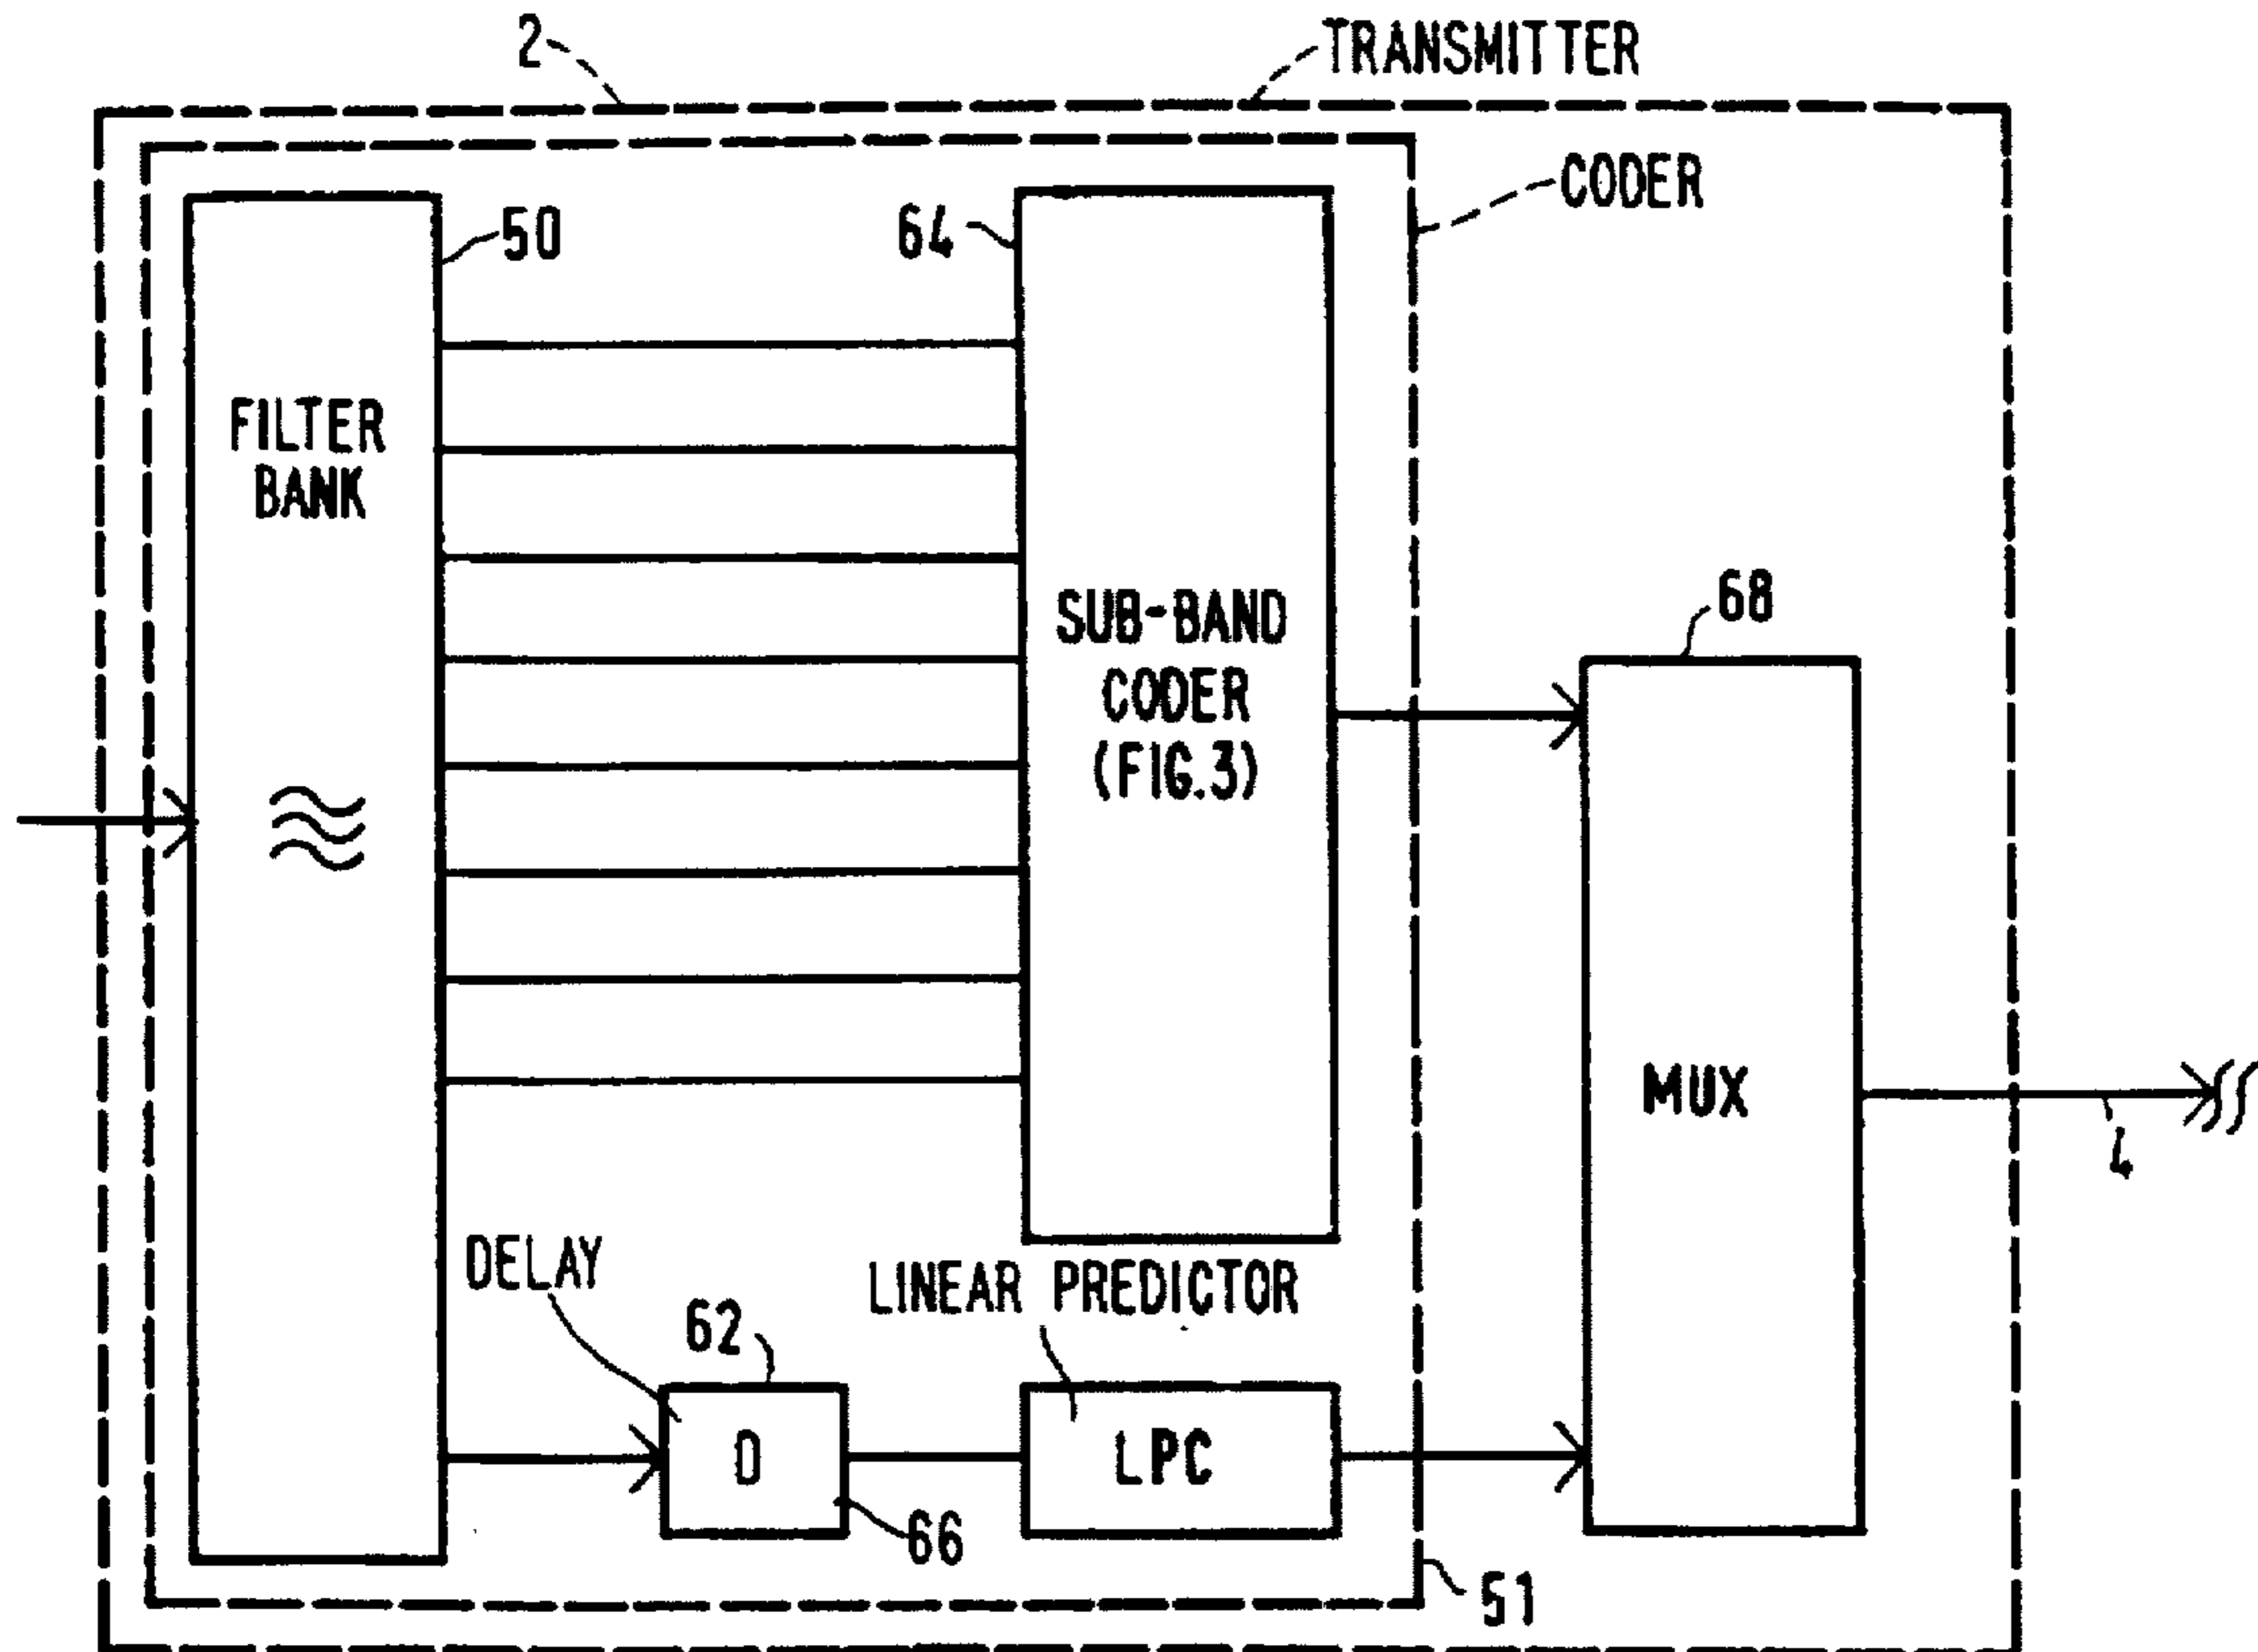 2
TRANSMITTER
CODER
50
64
FILTER
BANK
SUB-BAND
CODER
(FIG.3)
68
MUX
4
DELAY
LINEAR PREDICTOR
62
D
LPC
66
51